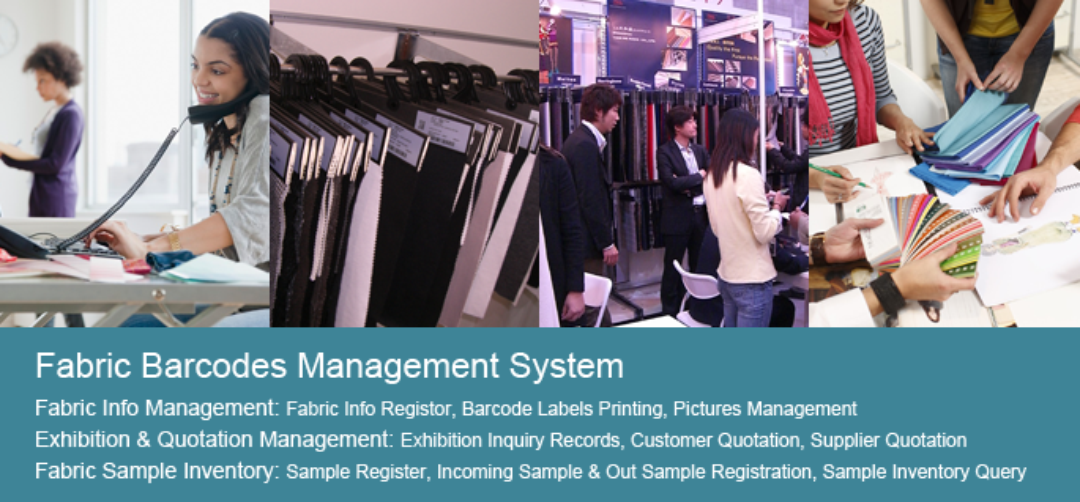 Fabric Barcodes Management System
Fabric Info Management: Fabric Info Registor, Barcode Labels Printing, Pictures Management
Exhibition & Quotation Management: Exhibition Inquiry Records, Customer Quotation, Supplier Quotation
Fabric Sample Inventory: Sample Register, Incoming Sample & Out Sample Registration, Sample Inventory Query